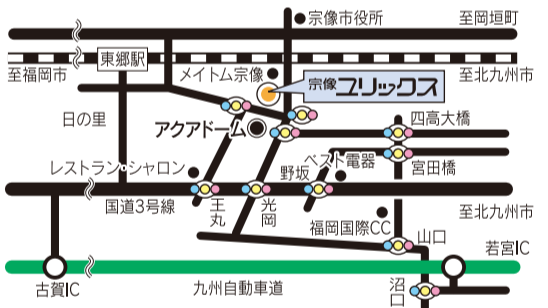 宗像市役所
至岡垣町
東郷駅
至福岡市
メイトム宗像
宗像ユリックス
至北九州市
日の里
アクアドーム
四高大橋
レストラン・シャロン
ベスト電器
野坂
宮田橋
国道3号線
王丸
光岡
福岡国際CC
至北九州市
山口
若宮IC
古賀IC
九州自動車道
沼口